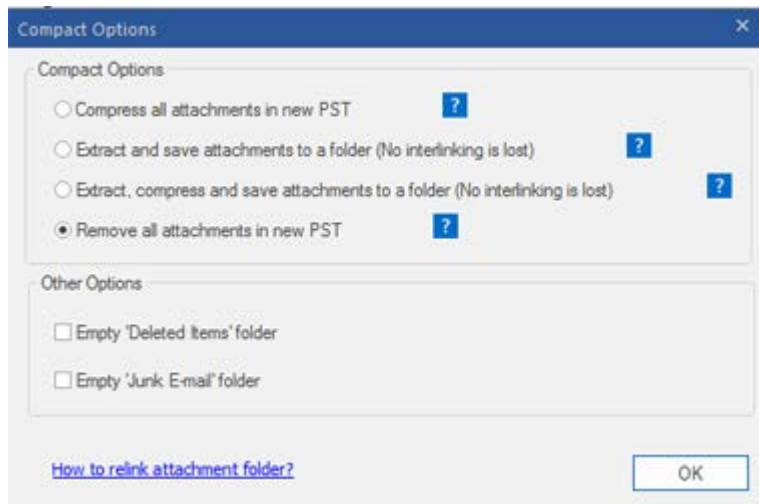 Compact Options
×
Compact Options
Compress all attachments in new PST ?
Extract and save attachments to a folder (No interlinking is lost) ?
Extract, compress and save attachments to a folder (No interlinking is lost) ?
Remove all attachments in new PST ?
Other Options
Empty 'Deleted Items' folder
Empty 'Junk E-mail' folder
How to relink attachment folder?
OK